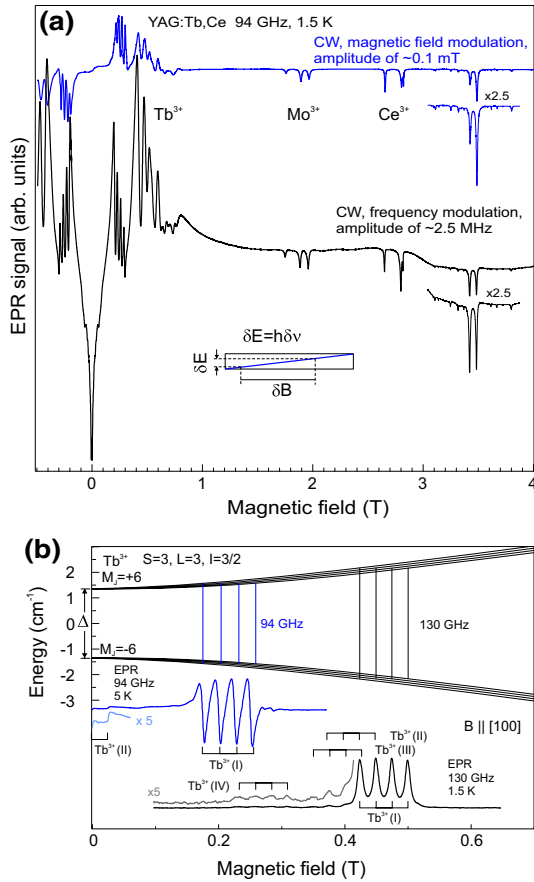 (a)
YAG:Tb,Ce 94 GHz, 1.5 K
CW, magnetic field modulation,
amplitude of ~0.1 mT
x2.5
Tb³⁺
Mo³⁺
Ce³⁺
CW, frequency modulation,
amplitude of ~2.5 MHz
x2.5
δE=hδν
δE
δB
EPR signal (arb. units)
0 1 2 3 4
Magnetic field (T)
(b)
Tb³⁺ S=3, L=3, I=3/2
M_J=+6
Δ
94 GHz
130 GHz
M_J=-6
2
1
0
-1
-2
-3
Energy (cm⁻¹)
EPR
94 GHz
5 K
x 5
B || [100]
Tb³⁺(II)
Tb³⁺(I)
Tb³⁺(II)
Tb³⁺(III)
Tb³⁺(IV)
x5
EPR
130 GHz
1.5 K
Tb³⁺(I)
0.0 0.2 0.4 0.6
Magnetic field (T)